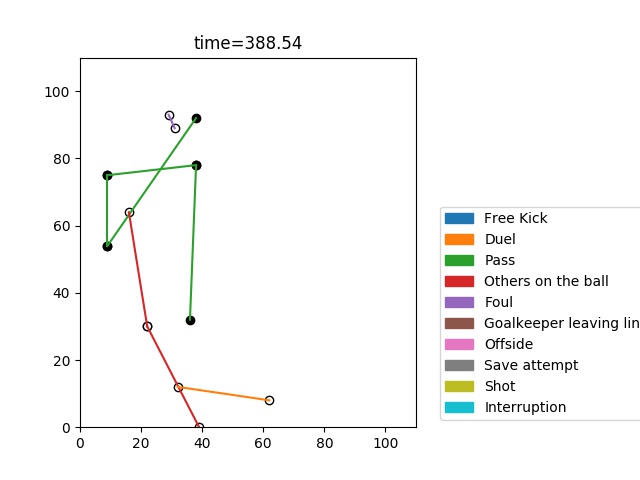 time=388.54
100
80
60
40
20
0
0 20 40 60 80 100
Free Kick
Duel
Pass
Others on the ball
Foul
Goalkeeper leaving lin
Offside
Save attempt
Shot
Interruption